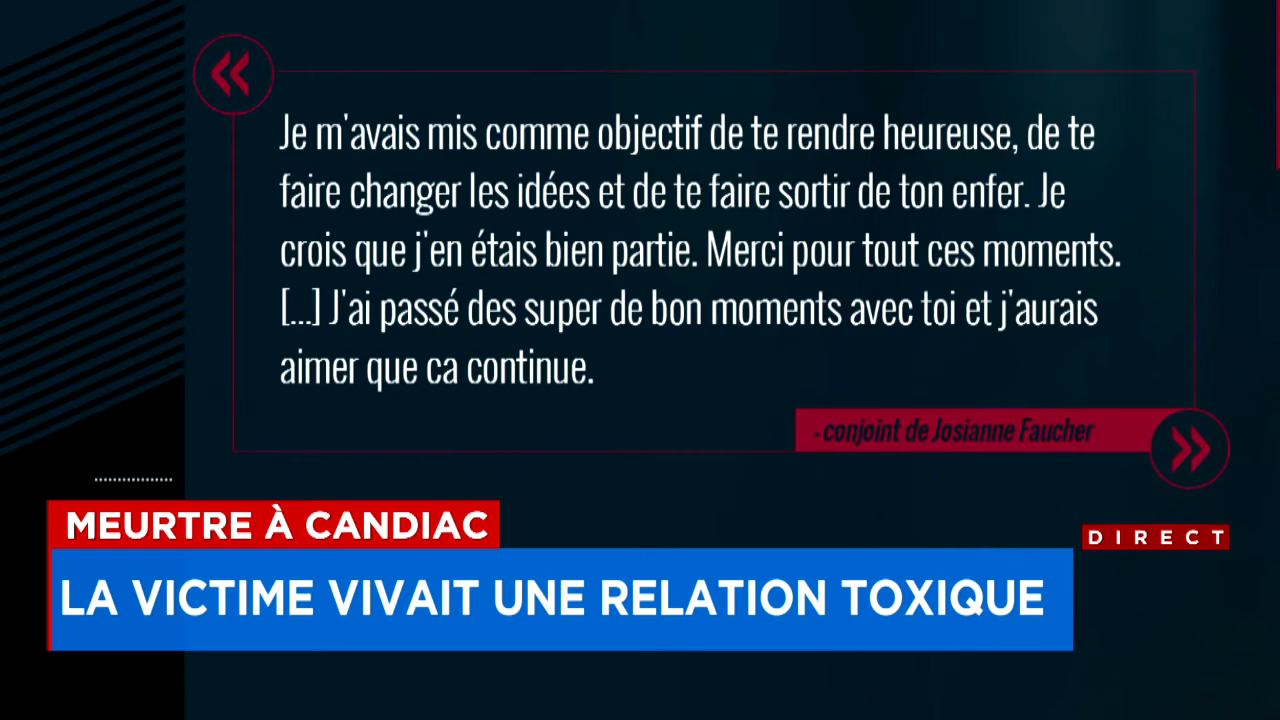 Je m'avais mis comme objectif de te rendre heureuse, de te
faire changer les idées et de te faire sortir de ton enfer. Je
crois que j'en étais bien partie. Merci pour tout ces moments.
[...] J'ai passé des super de bon moments avec toi et j'aurais
aimer que ca continue.
- conjoint de Josianne Faucher
MEURTRE À CANDIAC
DIRECT
LA VICTIME VIVAIT UNE RELATION TOXIQUE